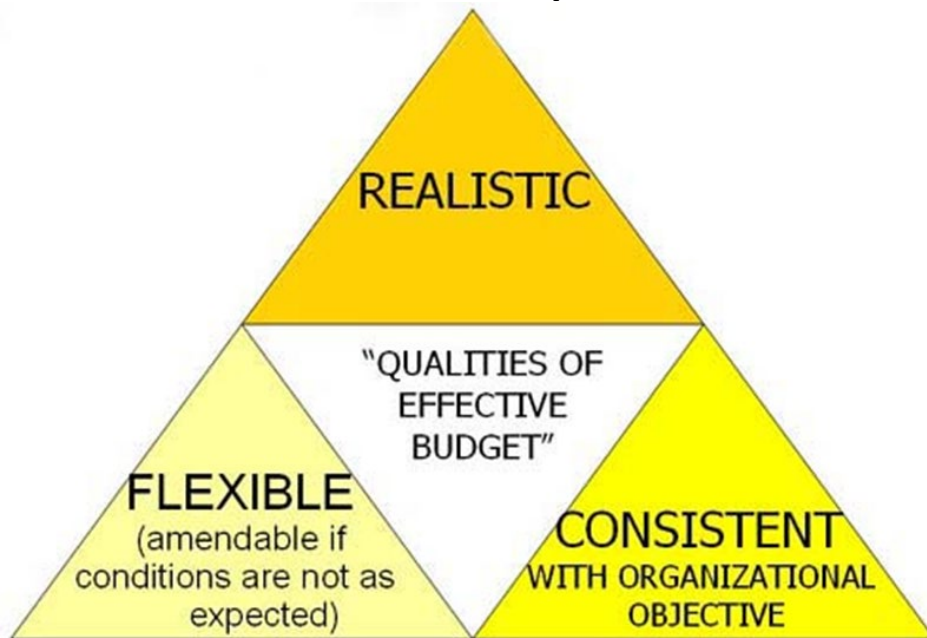 REALISTIC
"QUALITIES OF
EFFECTIVE
BUDGET"
FLEXIBLE
(amendable if
conditions are not as
expected)
CONSISTENT
WITH ORGANIZATIONAL
OBJECTIVE